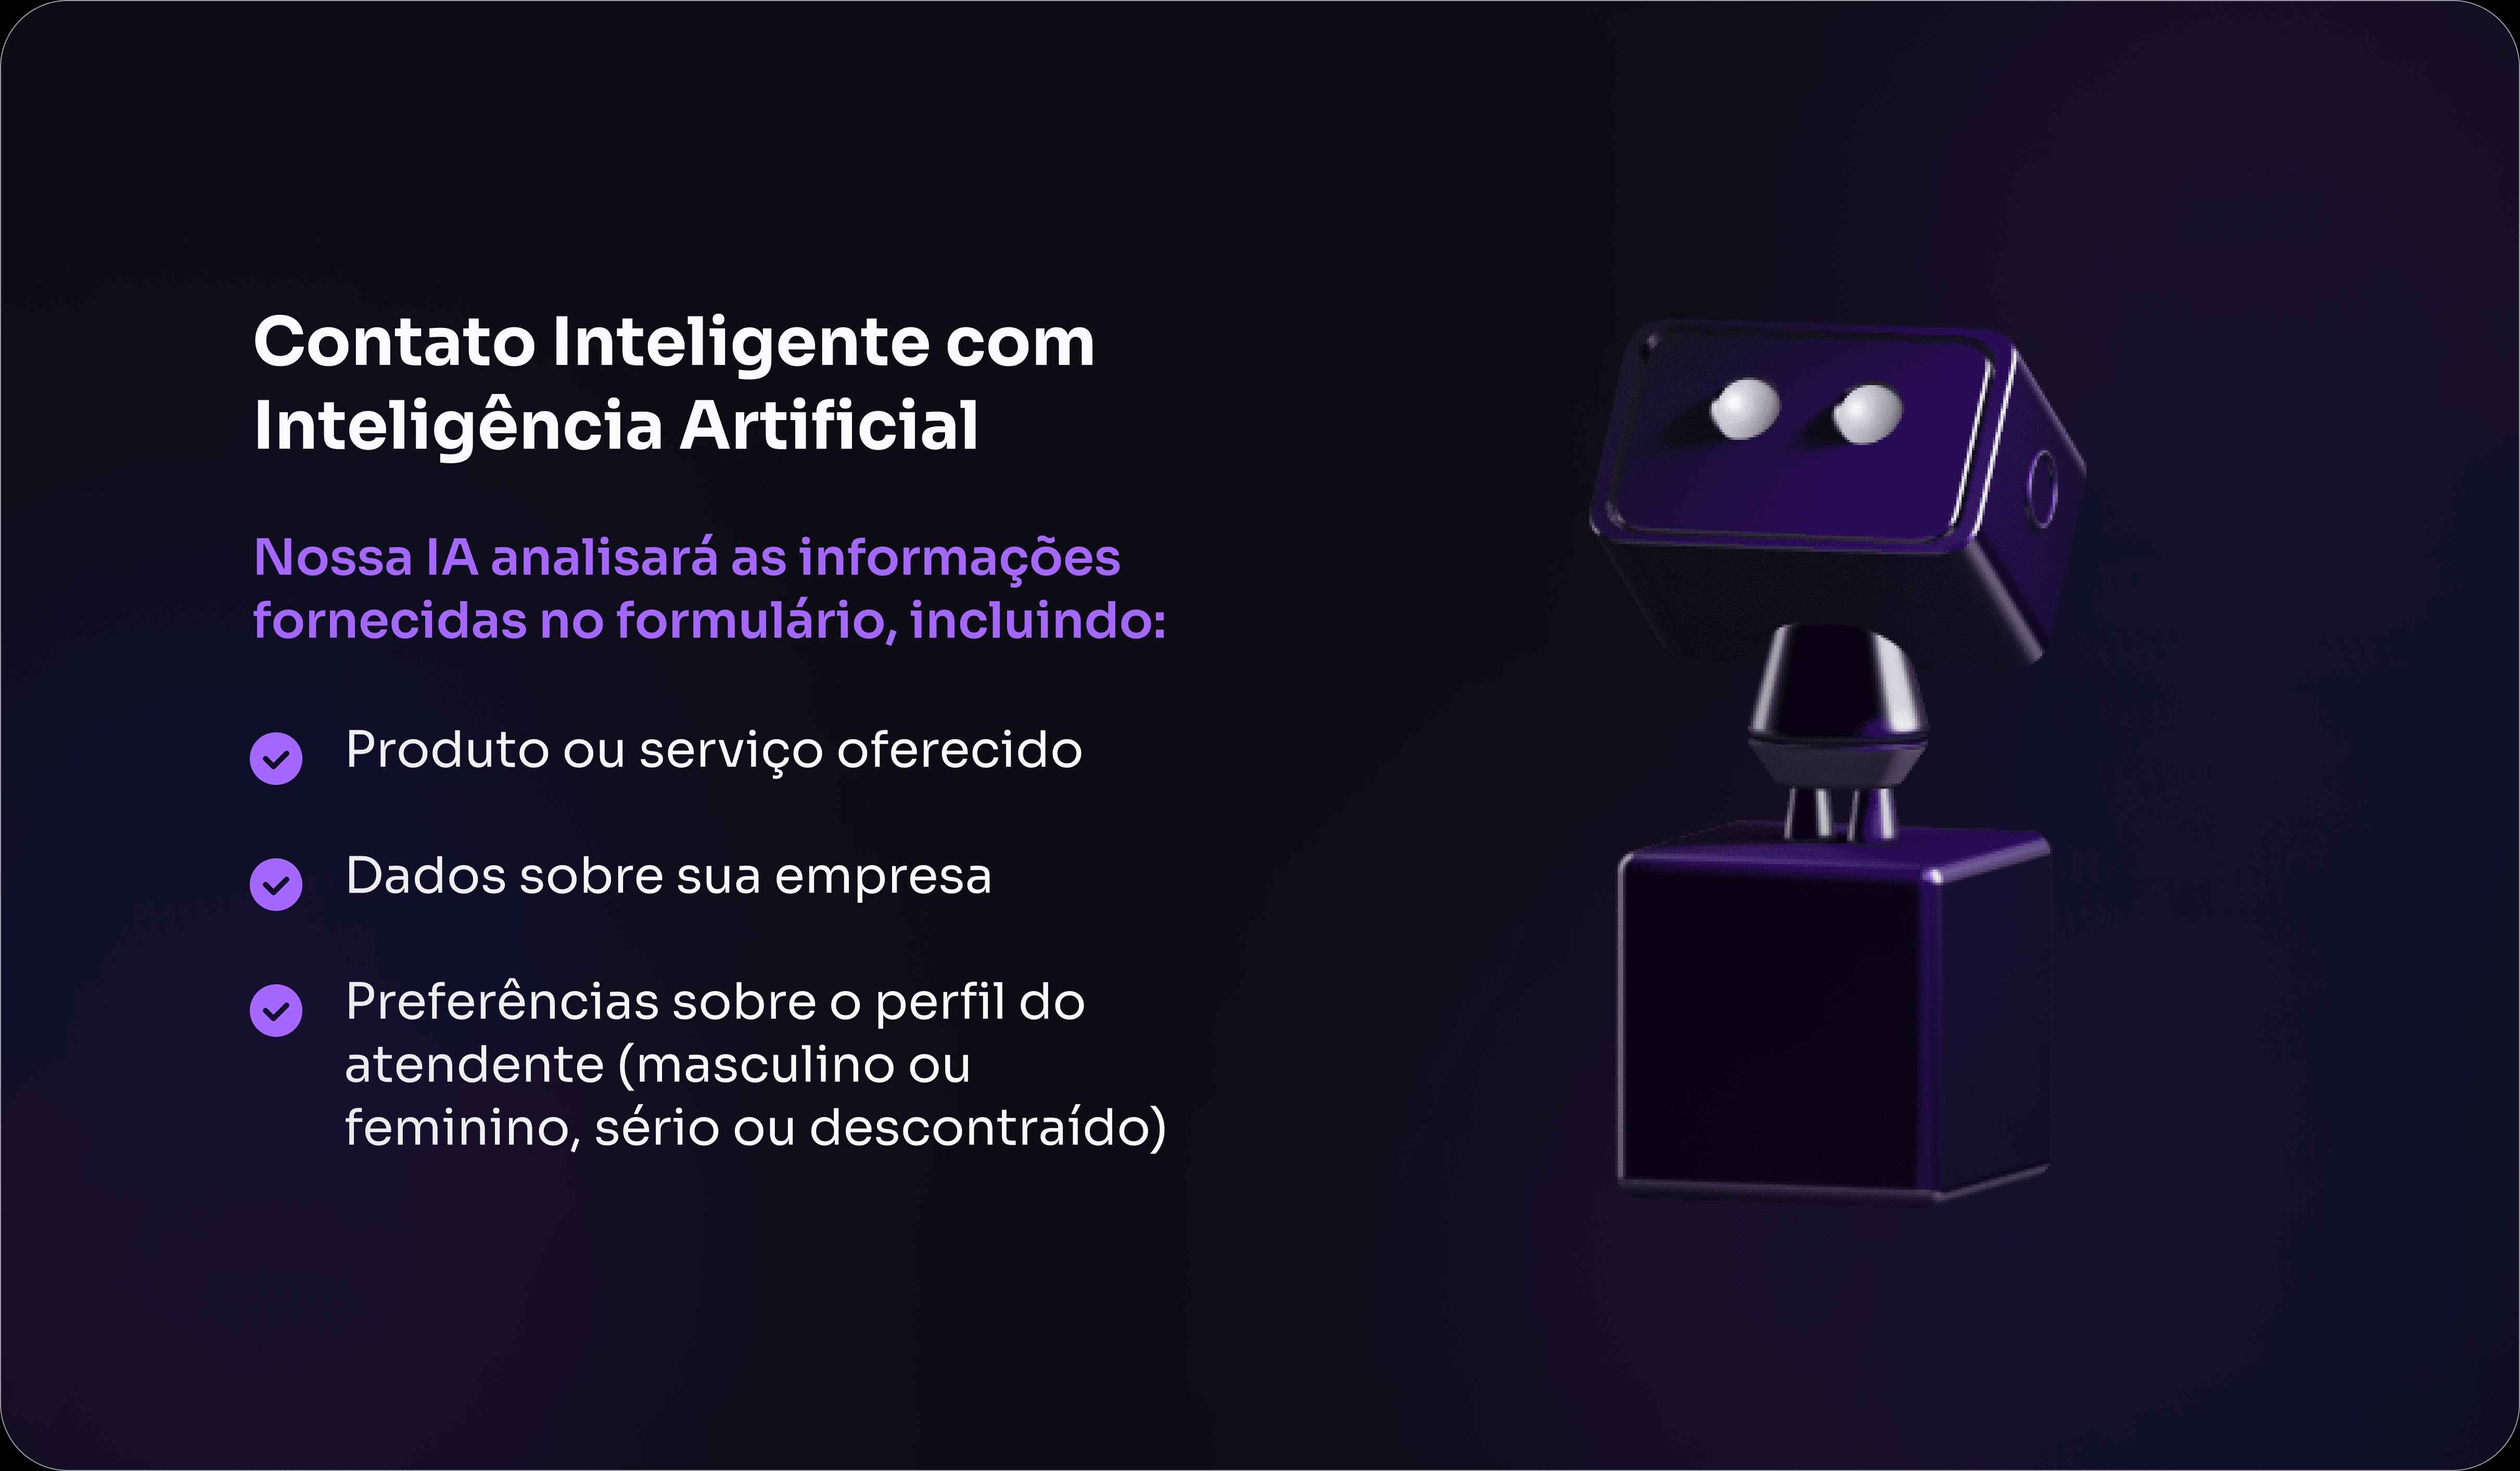 Contato Inteligente com
Inteligência Artificial
Nossa IA analisará as informações
fornecidas no formulário, incluindo:
Produto ou serviço oferecido
Dados sobre sua empresa
Preferências sobre o perfil do
atendente (masculino ou
feminino, sério ou descontraído)